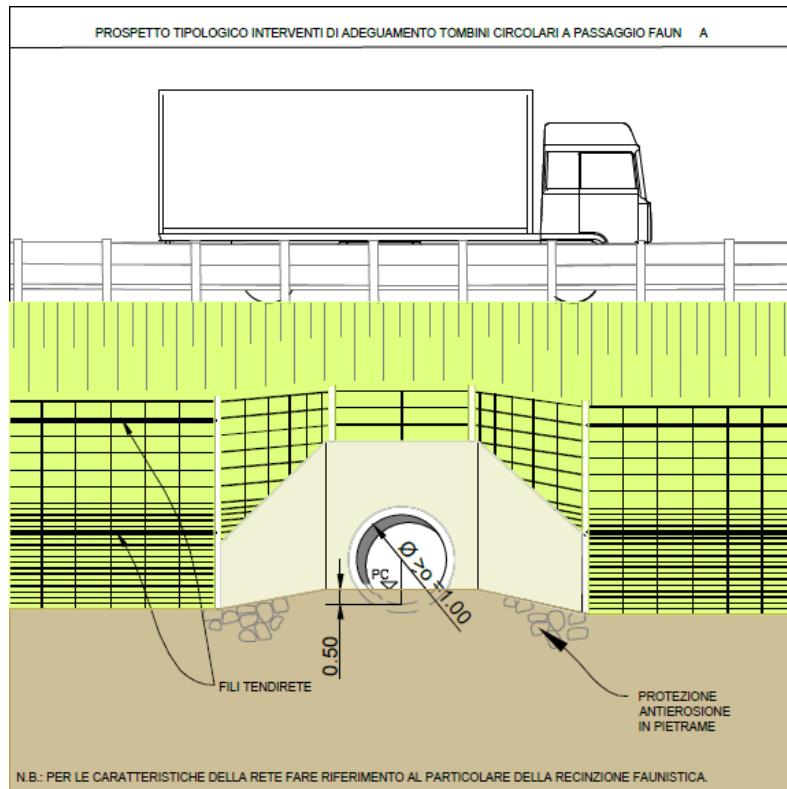 PROSPETTO TIPOLOGICO INTERVENTI DI ADEGUAMENTO TOMBINI CIRCOLARI A PASSAGGIO FAUN A
PC
Ø >o =1.00
0.50
FILI TENDIRETE
PROTEZIONE
ANTIEROSIONE
IN PIETRAME
N.B.: PER LE CARATTERISTICHE DELLA RETE FARE RIFERIMENTO AL PARTICOLARE DELLA RECINZIONE FAUNISTICA.